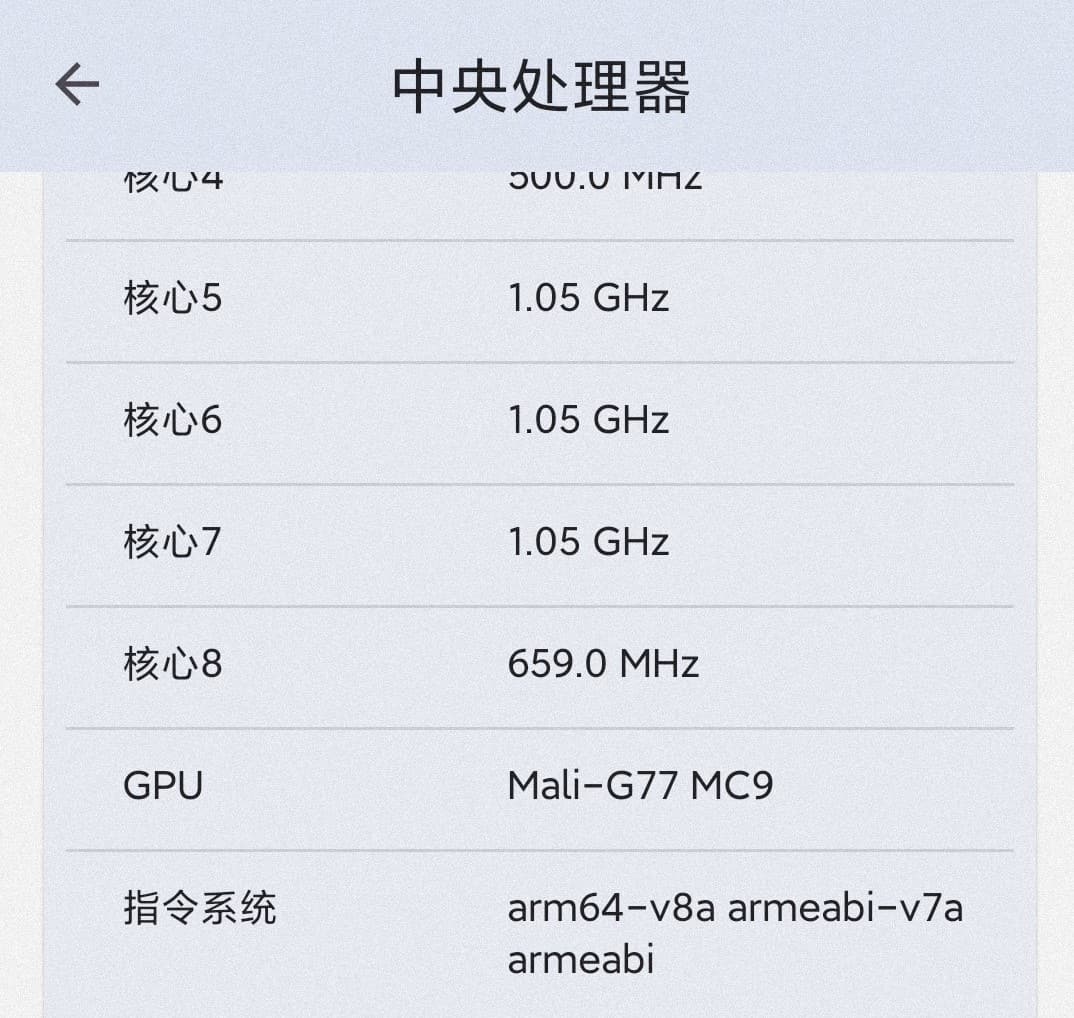 中央处理器
核心4 500.0 MHz
核心5 1.05 GHz
核心6 1.05 GHz
核心7 1.05 GHz
核心8 659.0 MHz
GPU Mali-G77 MC9
指令系统 arm64-v8a armeabi-v7a
armeabi